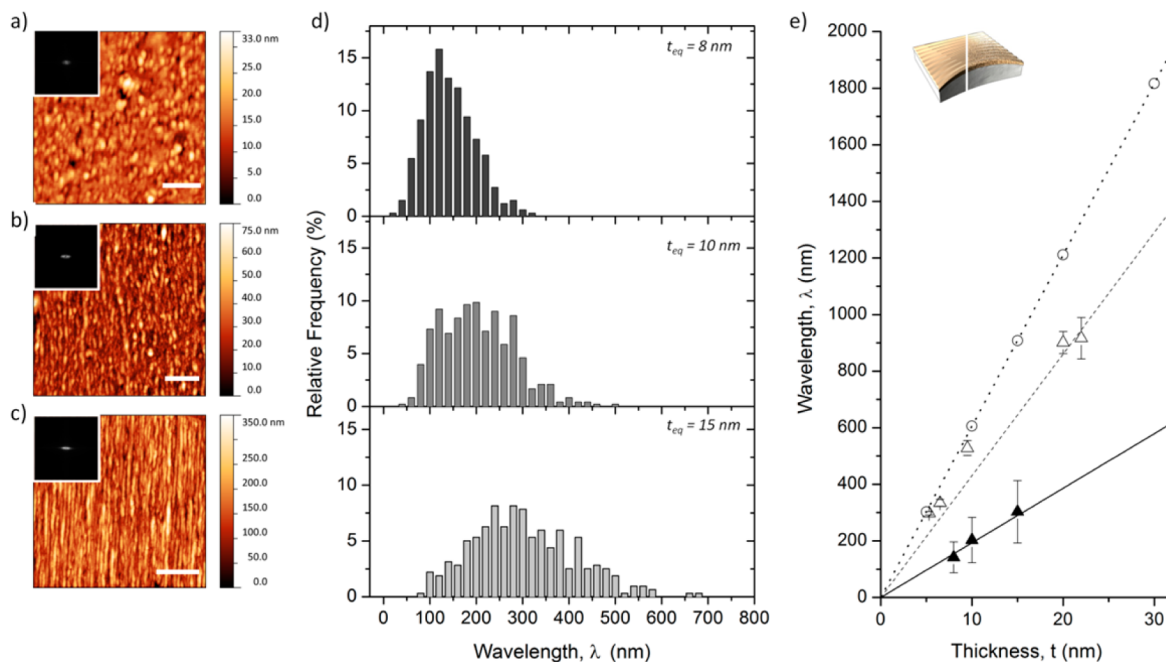 a)
33.0 nm
25.0
20.0
15.0
10.0
5.0
0.0
b)
75.0 nm
60.0
50.0
40.0
30.0
20.0
10.0
0.0
c)
350.0 nm
250.0
200.0
150.0
100.0
50.0
0.0
d)
t_eq = 8 nm
15
10
5
0
t_eq = 10 nm
15
10
5
0
t_eq = 15 nm
15
10
5
0
Relative Frequency (%)
0 100 200 300 400 500 600 700 800
Wavelength, λ (nm)
e)
2000
1800
1600
1400
1200
1000
800
600
400
200
0
Wavelength, λ (nm)
0 10 20 30
Thickness, t (nm)